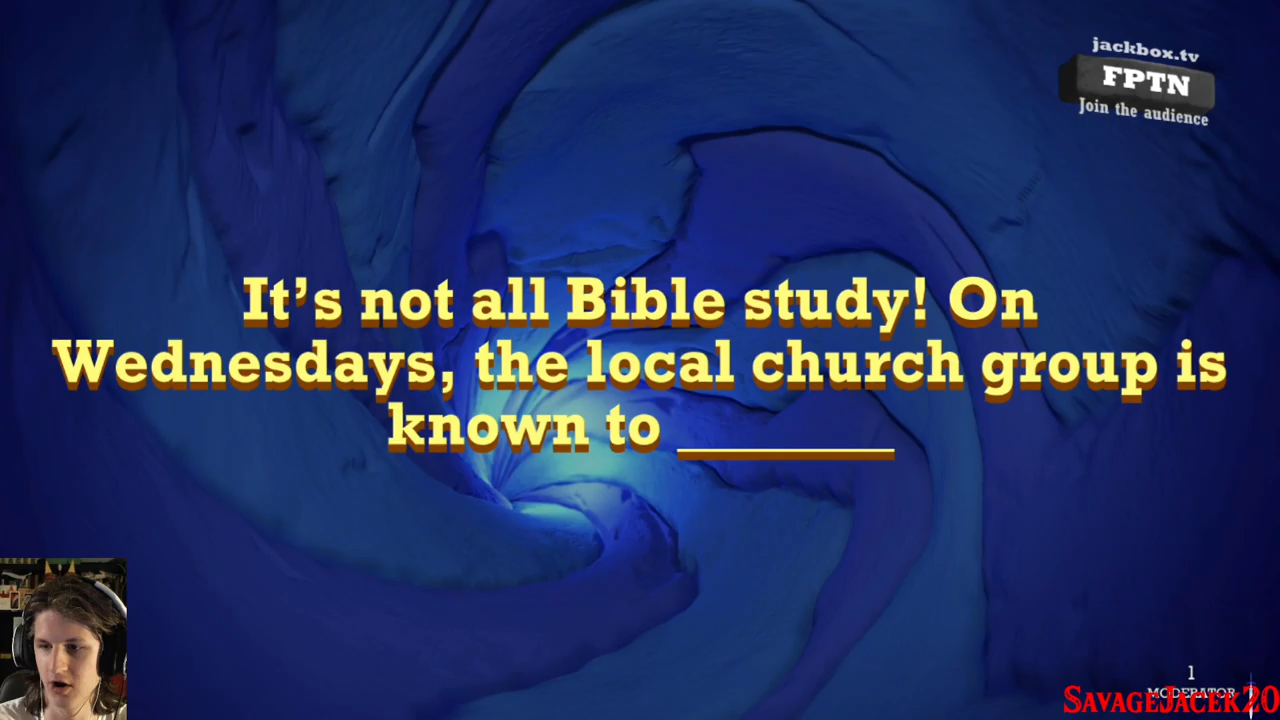 jackbox.tv
FPTN
Join the audience
It's not all Bible study! On
Wednesdays, the local church group is
known to ________
1
MODERATOR
SAVAGEJACEK20